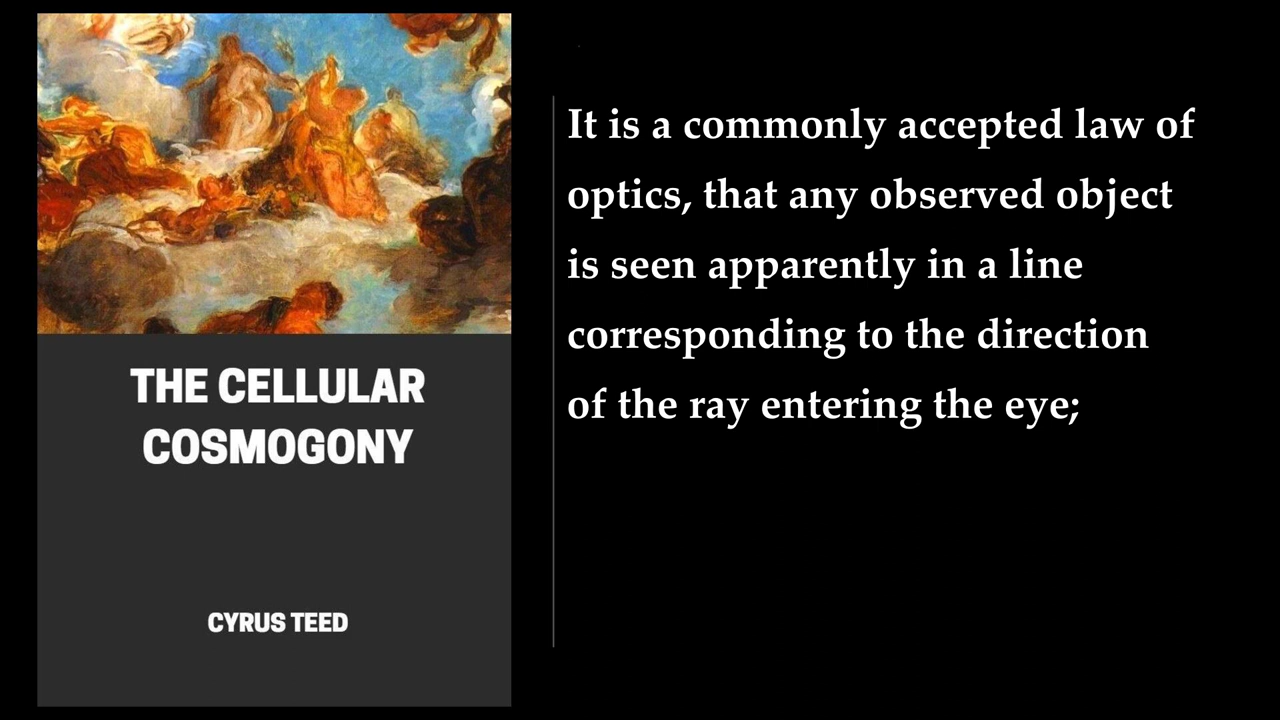 THE CELLULAR
COSMOGONY
CYRUS TEED
It is a commonly accepted law of
optics, that any observed object
is seen apparently in a line
corresponding to the direction
of the ray entering the eye;